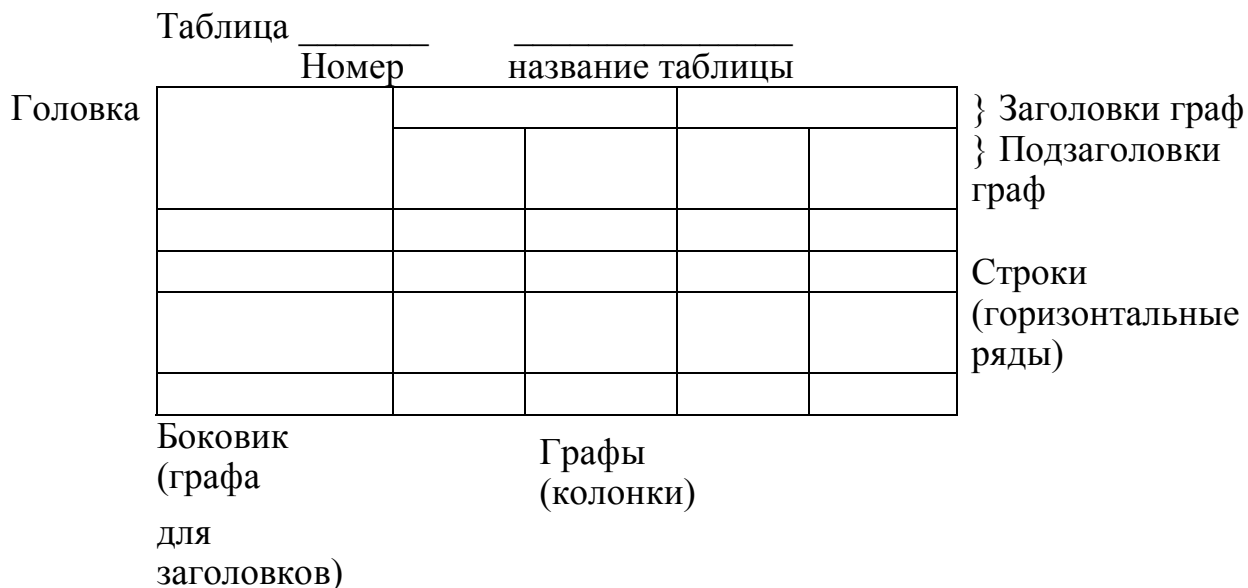 Таблица _______ _______________
Номер название таблицы
Головка
} Заголовки граф
} Подзаголовки
граф
Строки
(горизонтальные
ряды)
Боковик
(графа
для
заголовков)
Графы
(колонки)